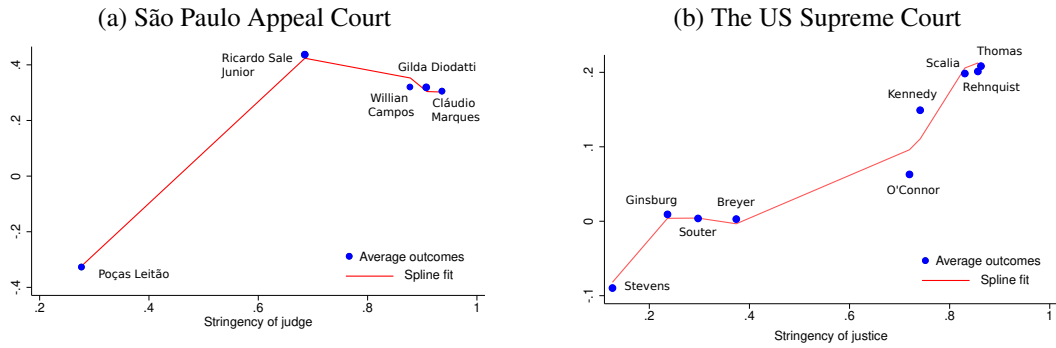 (a) São Paulo Appeal Court
.4
.2
0
-.2
-.4
Ricardo Sale
Junior
Gilda Diodatti
Willian
Campos
Cláudio
Marques
Poças Leitão
Average outcomes
Spline fit
.2
.4
.6
.8
1
Stringency of judge
(b) The US Supreme Court
.2
.1
0
-.1
Thomas
Scalia
Rehnquist
Kennedy
O'Connor
Ginsburg
Breyer
Souter
Stevens
Average outcomes
Spline fit
.2
.4
.6
.8
1
Stringency of justice